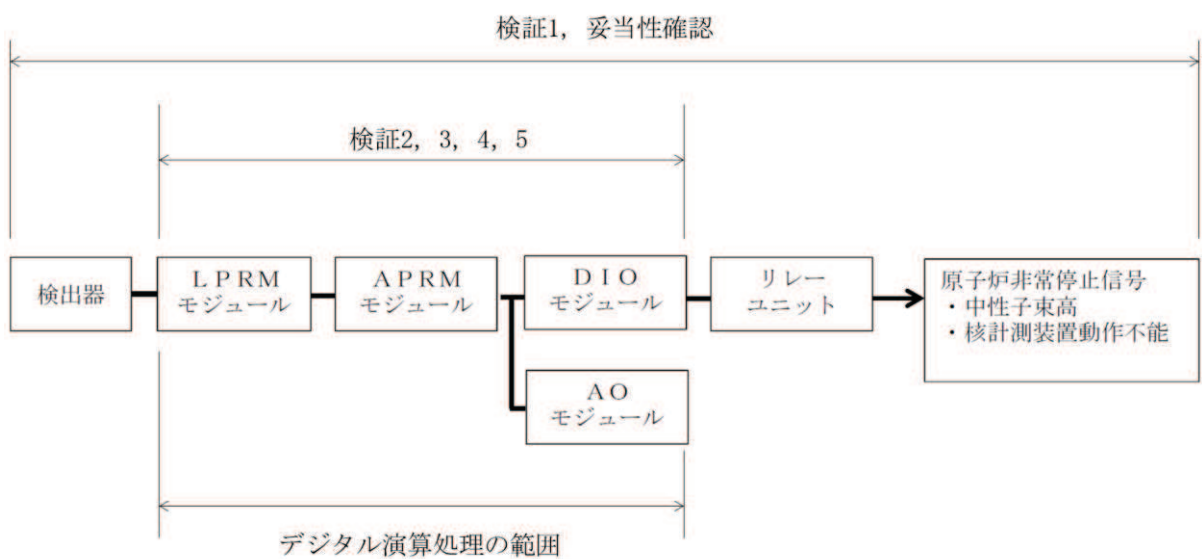 検証1, 妥当性確認
検証2, 3, 4, 5
検出器
ＬＰＲＭ
モジュール
ＡＰＲＭ
モジュール
ＤＩＯ
モジュール
リレー
ユニット
原子炉非常停止信号
・中性子束高
・核計測装置動作不能
ＡＯ
モジュール
デジタル演算処理の範囲